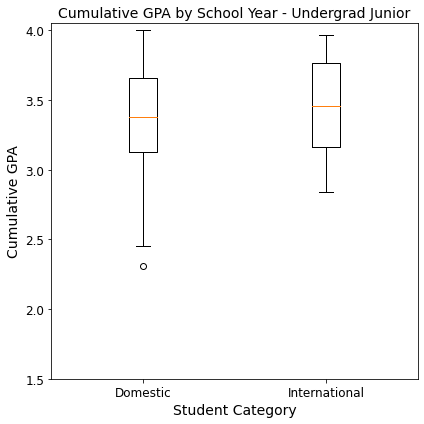 Cumulative GPA by School Year - Undergrad Junior
Cumulative GPA
4.0
3.5
3.0
2.5
2.0
1.5
Domestic
International
Student Category